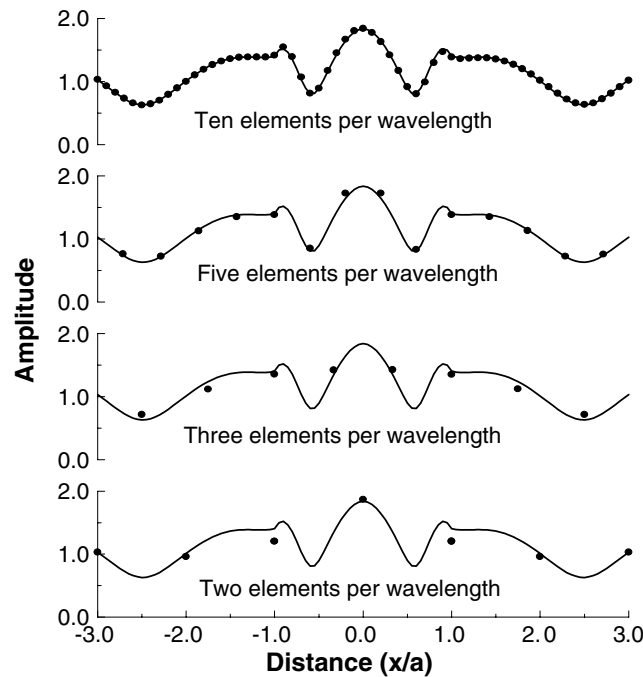 2.0
1.0
0.0
Ten elements per wavelength
2.0
1.0
0.0
Five elements per wavelength
2.0
1.0
0.0
Three elements per wavelength
2.0
1.0
0.0
Two elements per wavelength
-3.0 -2.0 -1.0 0.0 1.0 2.0 3.0
Distance (x/a)
Amplitude